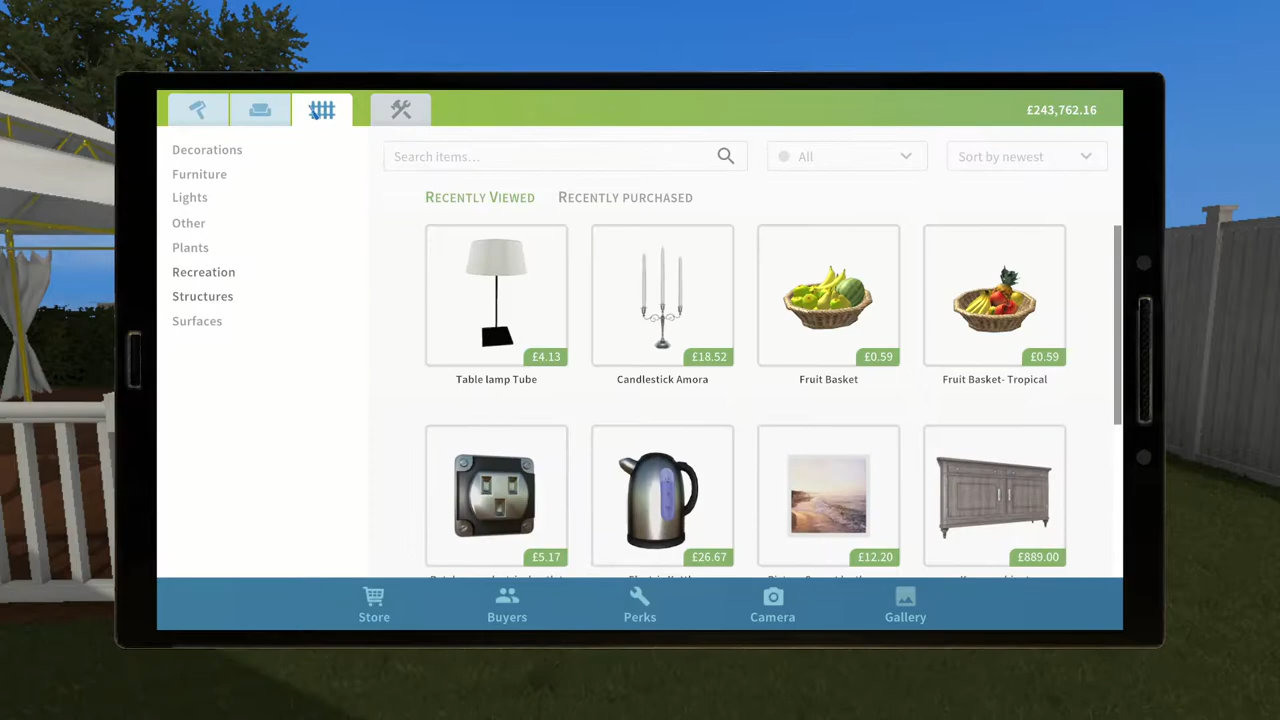 £243,762.16
Decorations
Furniture
Lights
Other
Plants
Recreation
Structures
Surfaces
Search items...
All
Sort by newest
RECENTLY VIEWED
RECENTLY PURCHASED
£4.13
£18.52
£0.59
£0.59
Table lamp Tube
Candlestick Amora
Fruit Basket
Fruit Basket- Tropical
£5.17
£26.67
£12.20
£889.00
Store
Buyers
Perks
Camera
Gallery